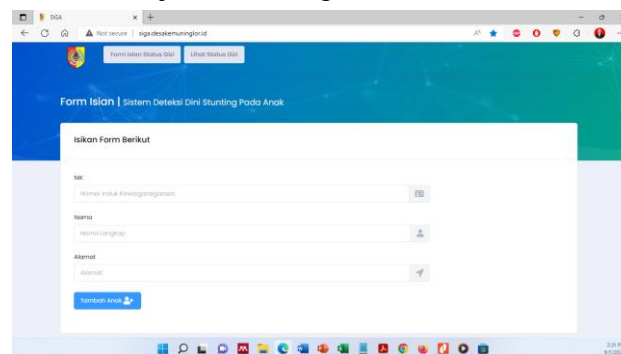 SIGA
Not secure | siga.desakemuninglor.id
Form Isian Status Gizi
Lihat Status Gizi
Form Isian | Sistem Deteksi Dini Stunting Pada Anak
Isikan Form Berikut
NIK
Nomor Induk Kewarganegaraan
Nama
Nama Lengkap
Alamat
Alamat
Tambah Anak